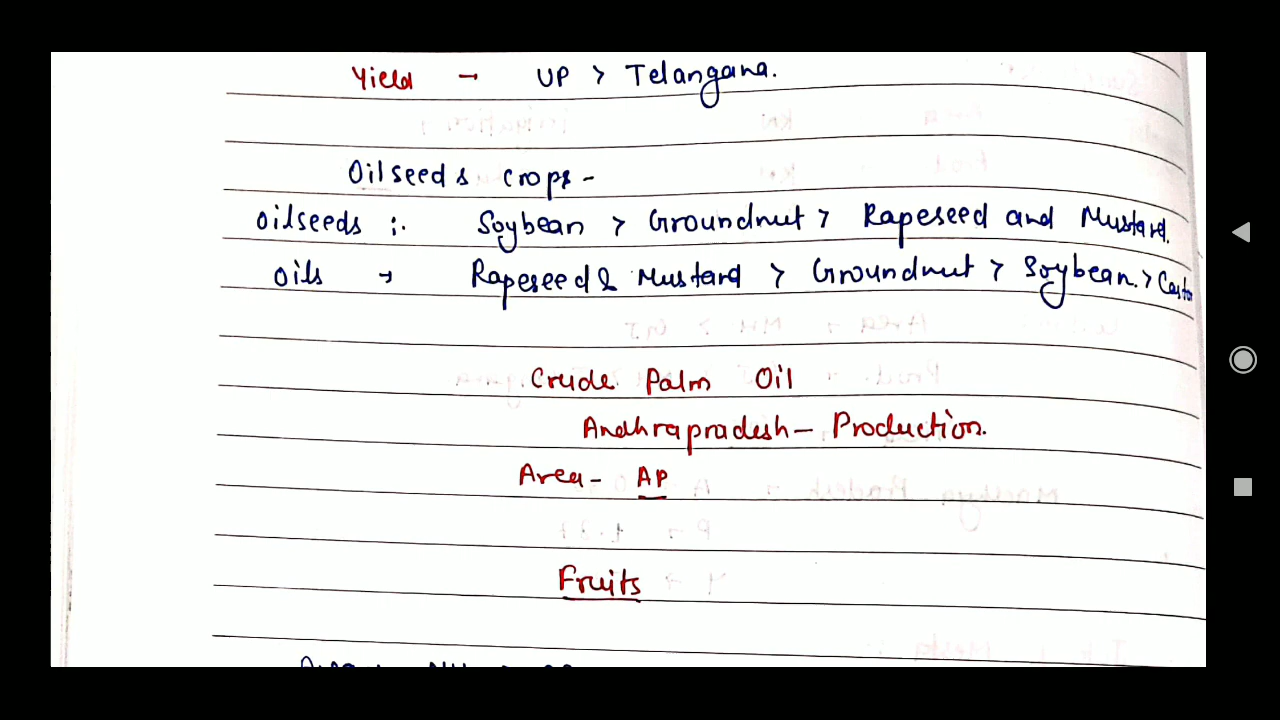 Yield → UP > Telangana.
Oilseeds crops -
Oilseeds :- Soybean > Groundnut > Rapeseed and Mustard.
Oils → Rapeseed & Mustard > Groundnut > Soybean. > Castor
Crude Palm Oil
Andhrapradesh - Production.
Area - AP
Fruits